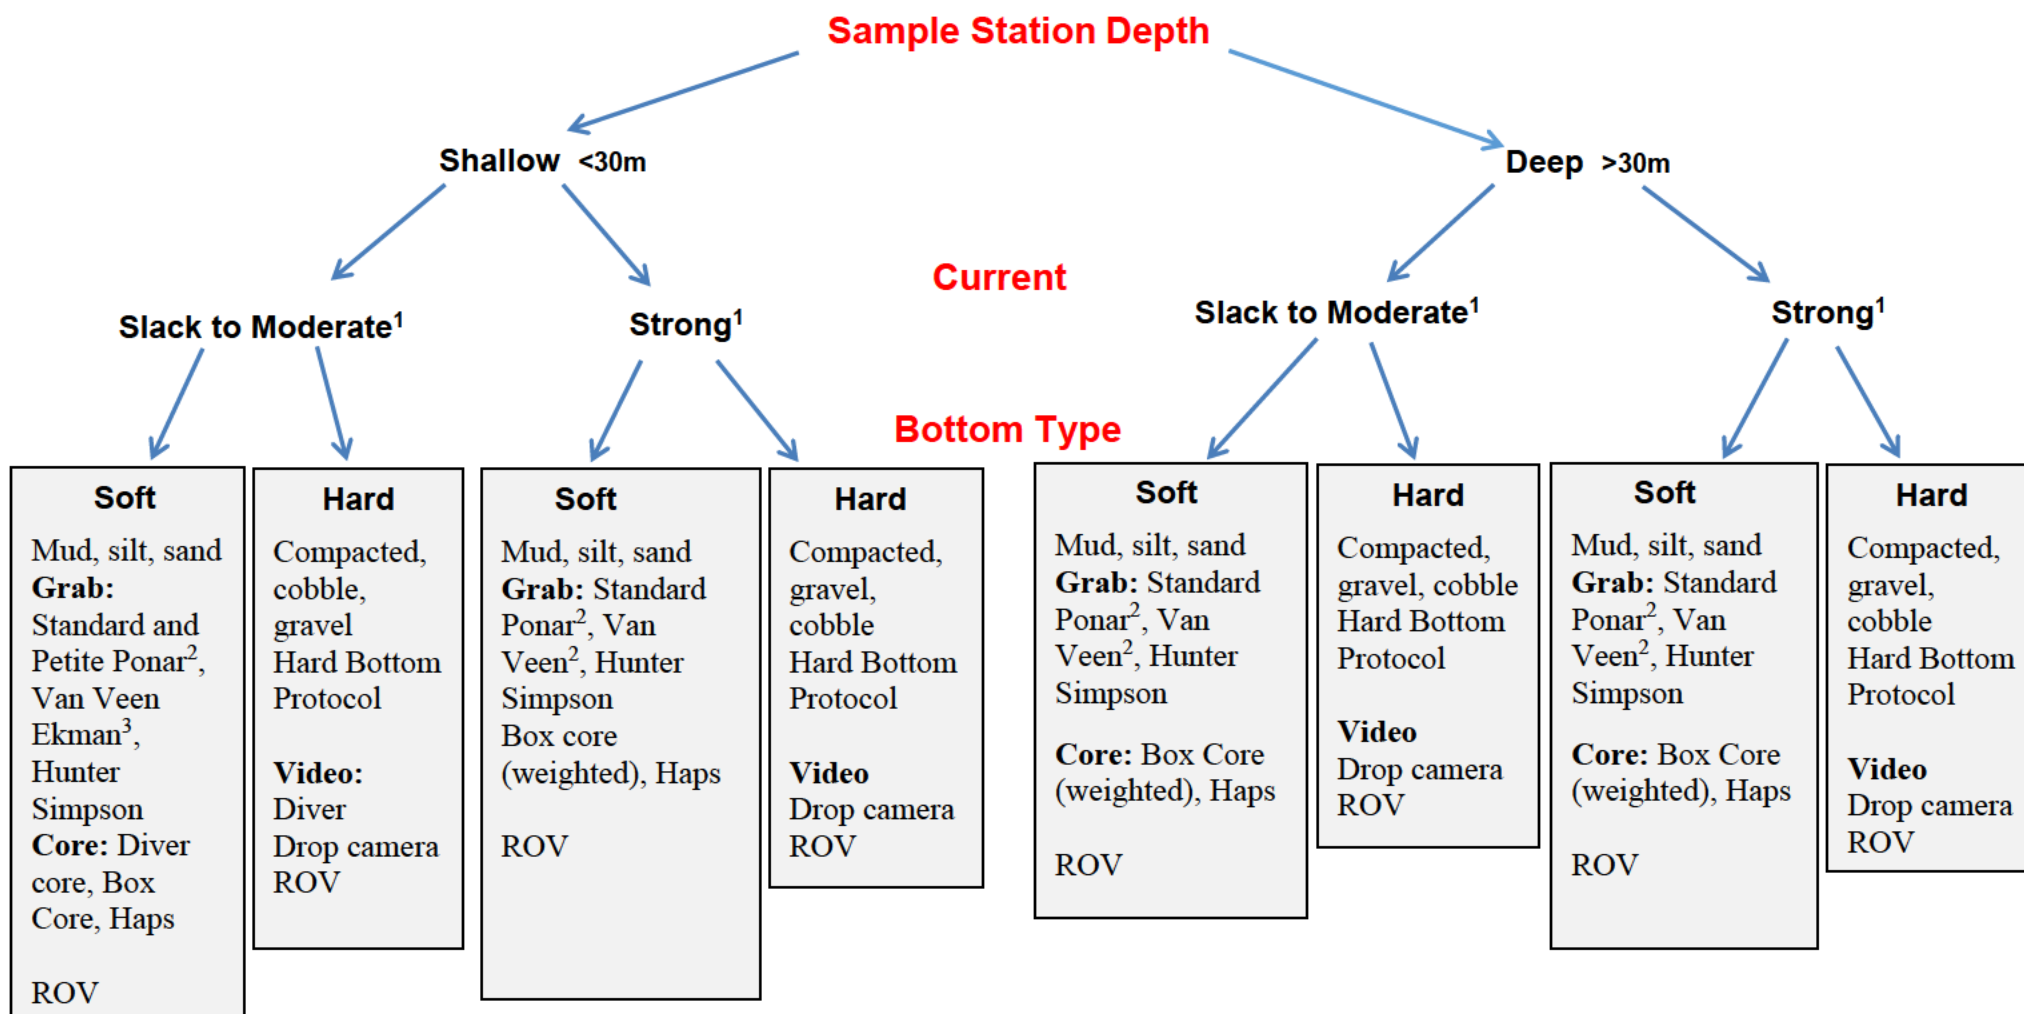 Sample Station Depth
Shallow <30m
Deep >30m
Current
Slack to Moderate¹
Strong¹
Slack to Moderate¹
Strong¹
Bottom Type
Soft
Mud, silt, sand
Grab:
Standard and
Petite Ponar²,
Van Veen
Ekman³,
Hunter
Simpson
Core: Diver
core, Box
Core, Haps
ROV
Hard
Compacted,
cobble,
gravel
Hard Bottom
Protocol
Video:
Diver
Drop camera
ROV
Soft
Mud, silt, sand
Grab: Standard
Ponar², Van
Veen², Hunter
Simpson
Box core
(weighted), Haps
ROV
Hard
Compacted,
gravel,
cobble
Hard Bottom
Protocol
Video
Drop camera
ROV
Soft
Mud, silt, sand
Grab: Standard
Ponar², Van
Veen², Hunter
Simpson
Core: Box Core
(weighted), Haps
ROV
Hard
Compacted,
gravel, cobble
Hard Bottom
Protocol
Video
Drop camera
ROV
Soft
Mud, silt, sand
Grab: Standard
Ponar², Van
Veen², Hunter
Simpson
Core: Box Core
(weighted), Haps
ROV
Hard
Compacted,
gravel,
cobble
Hard Bottom
Protocol
Video
Drop camera
ROV